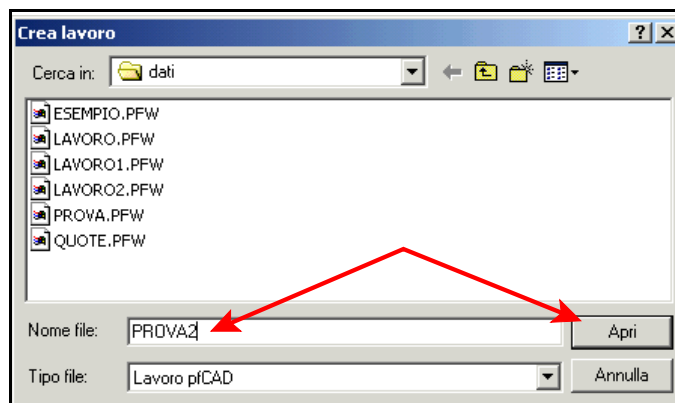 Crea lavoro
Cerca in: dati
ESEMPIO.PFW
LAVORO.PFW
LAVORO1.PFW
LAVORO2.PFW
PROVA.PFW
QUOTE.PFW
Nome file: PROVA2 Apri
Tipo file: Lavoro pfCAD Annulla